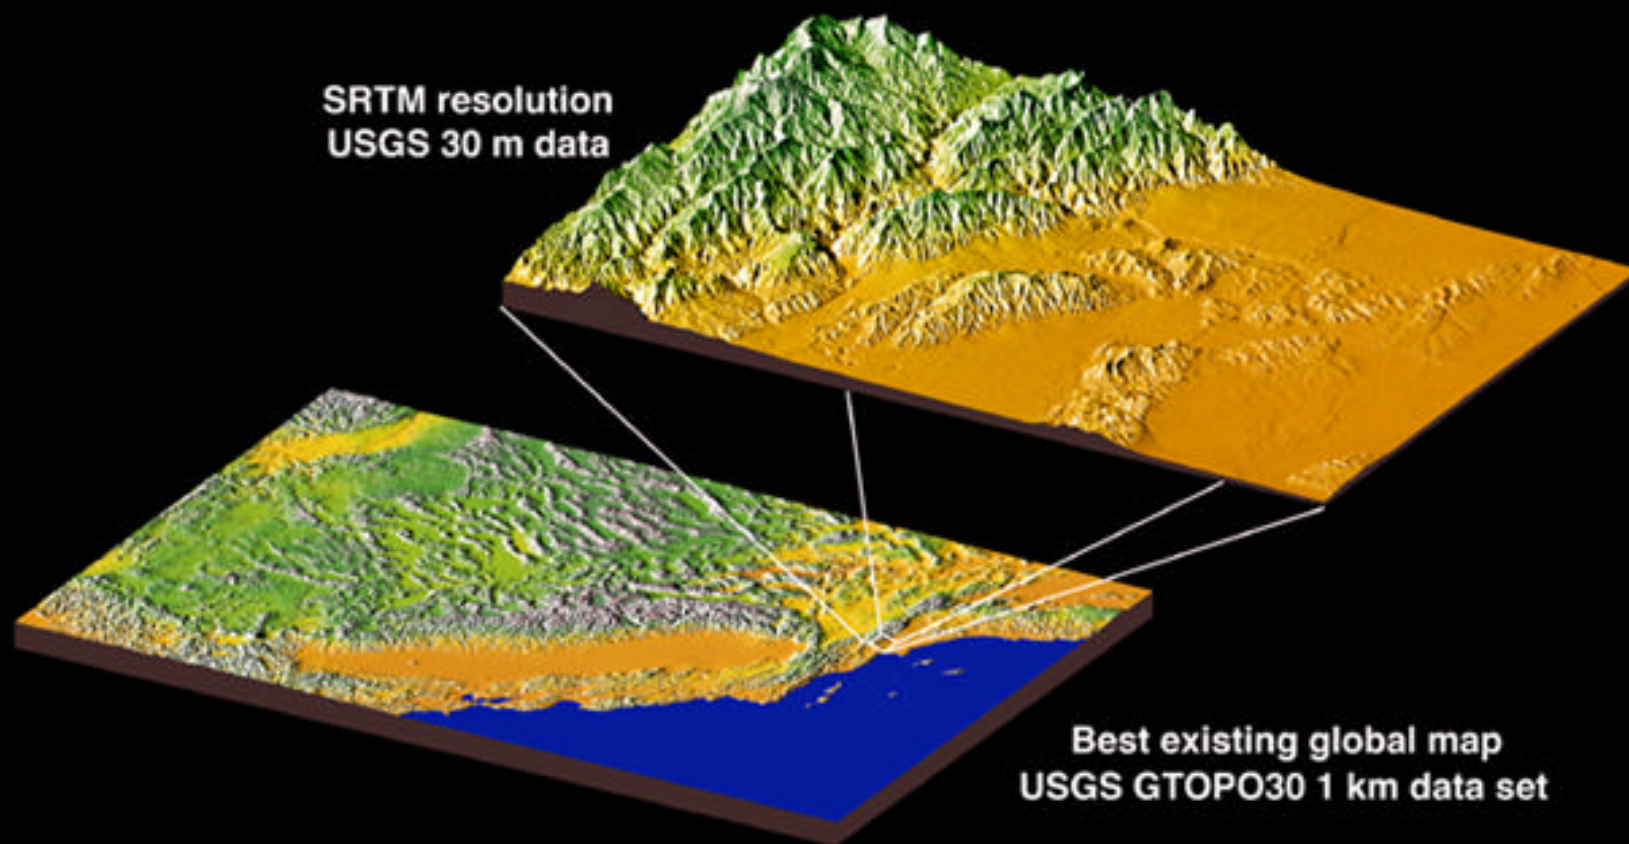 SRTM resolution
USGS 30 m data
Best existing global map
USGS GTOPO30 1 km data set